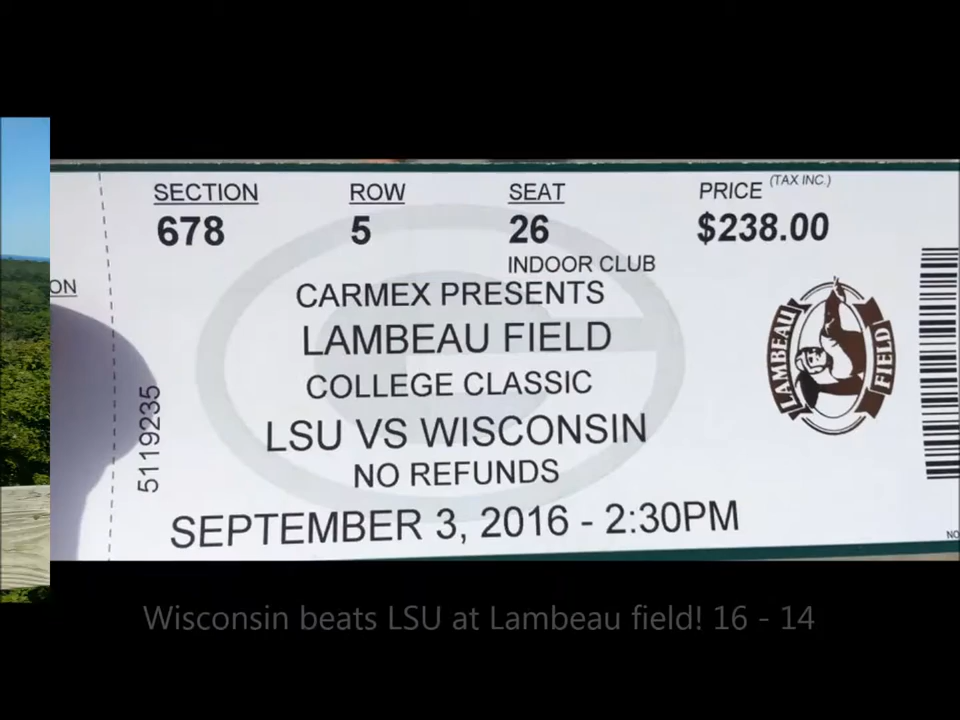 SECTION ROW SEAT PRICE (TAX INC.)
678 5 26 $238.00
INDOOR CLUB
ON
CARMEX PRESENTS
LAMBEAU FIELD
LAMBEAU FIELD
COLLEGE CLASSIC
5119235
LSU VS WISCONSIN
NO REFUNDS
SEPTEMBER 3, 2016 - 2:30PM
NO
Wisconsin beats LSU at Lambeau field! 16 - 14